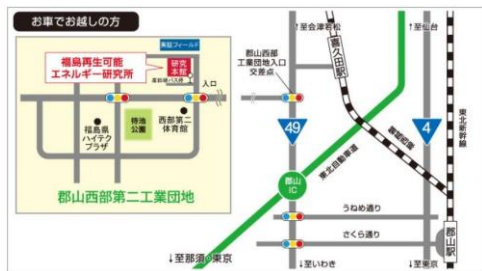 お車でお越しの方
実証フィールド
福島再生可能
エネルギー研究所
研究
本館
入口
待池
公園
西部第二
体育館
福島県
ハイテク
プラザ
郡山西部第二工業団地
↑至会津若松
↑至仙台
郡山西部
工業団地入口
交差点
喜久田駅
49
4
東北新幹線
磐越西線
東北自動車道
郡山
IC
うねめ通り
さくら通り
郡山駅
↓至那須の東京
↓至いわき
↓至東京